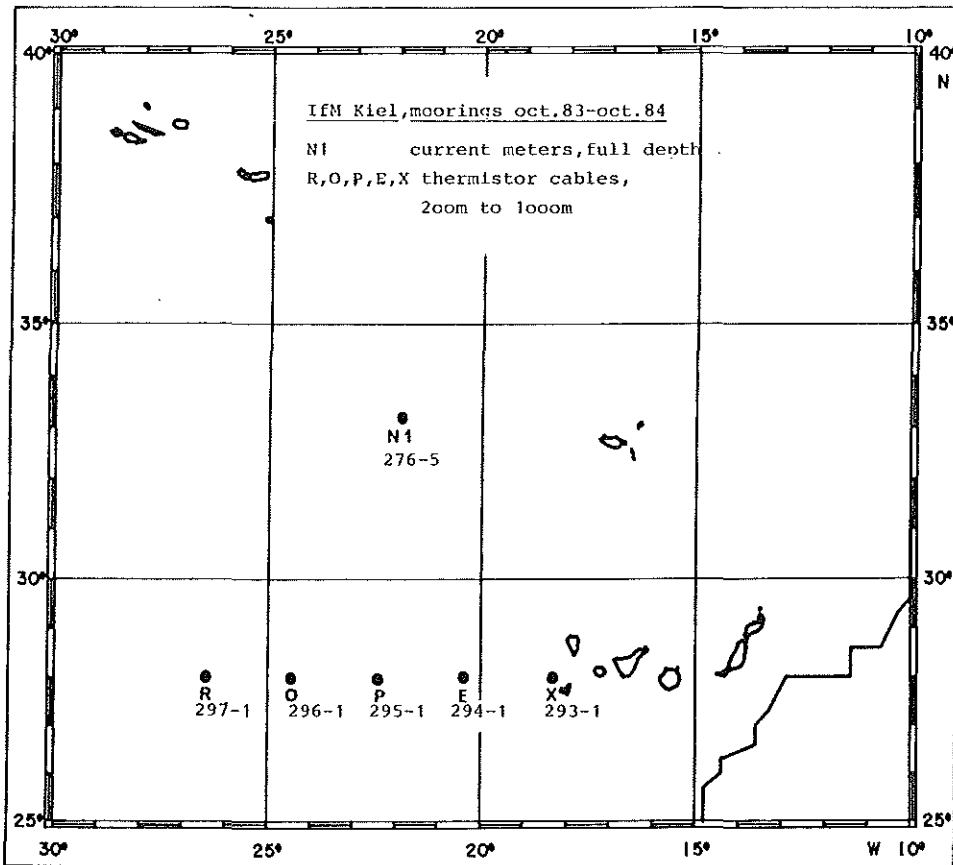 30° 25° 20° 15° 10°
40° 40°
N
IfM Kiel,moorings oct.83-oct.84
N1 current meters,full depth
R,O,P,E,X thermistor cables,
2oom to 1ooom
35° 35°
N1
276-5
30° 30°
R O P E X
297-1 296-1 295-1 294-1 293-1
25° 25°
30° 25° 20° 15° W 10°